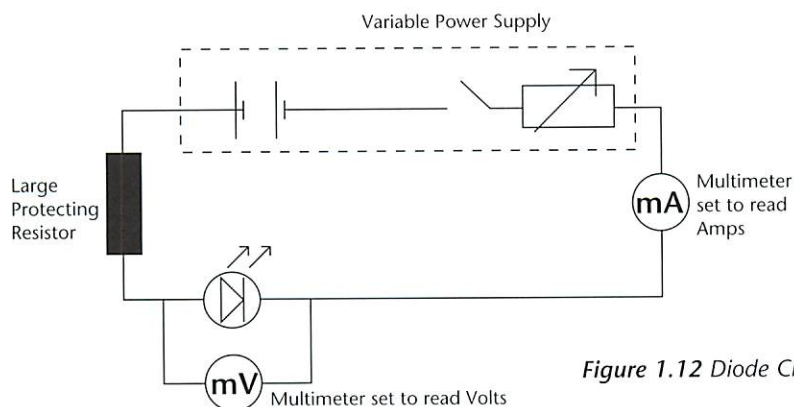 Variable Power Supply
Large
Protecting
Resistor
mA
Multimeter
set to read
Amps
mV
Multimeter set to read Volts
Figure 1.12 Diode